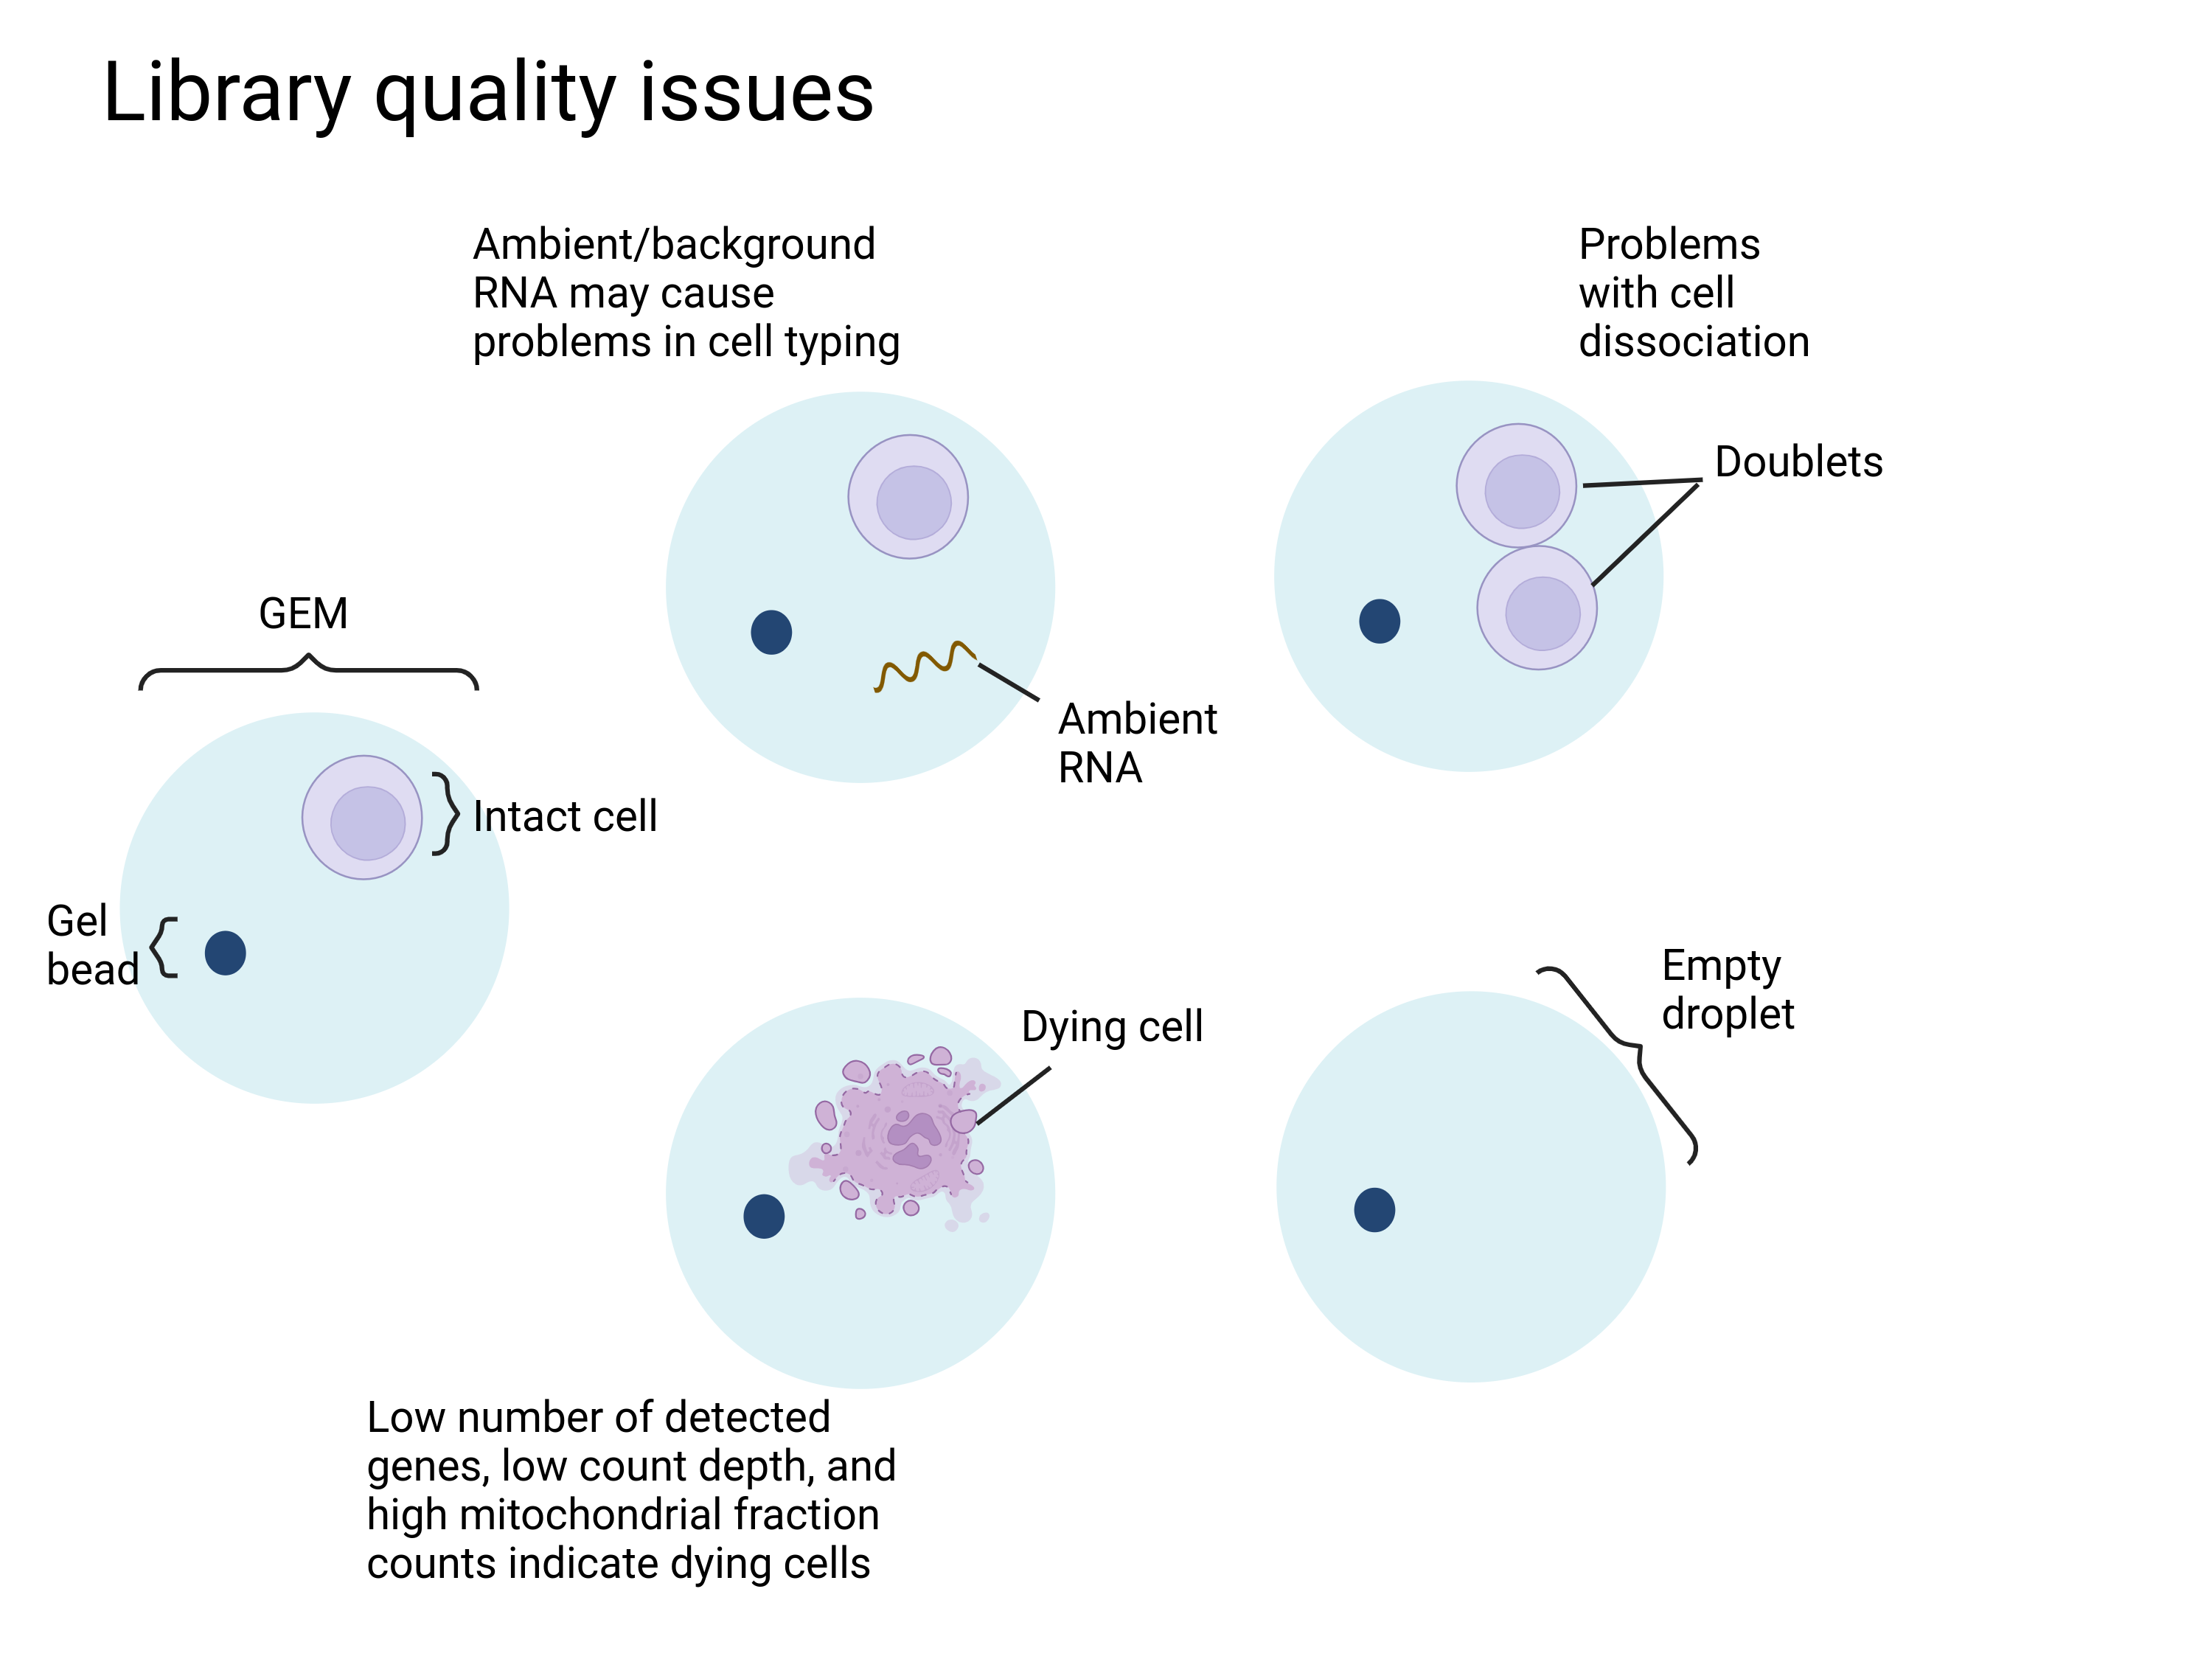 Library quality issues
Ambient/background
RNA may cause
problems in cell typing
Problems
with cell
dissociation
Doublets
GEM
Ambient
RNA
Intact cell
Gel
bead
Empty
droplet
Dying cell
Low number of detected
genes, low count depth, and
high mitochondrial fraction
counts indicate dying cells